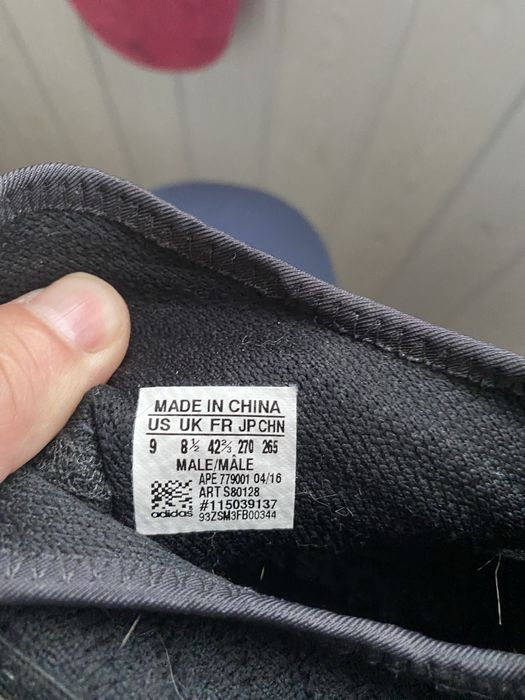 MADE IN CHINA
US UK FR JP CHN
9 8½ 42⅔ 270 265
MALE/MÂLE
APE 779001 04/16
ART S80128
#115039137
adidas 93ZSM3FB00344